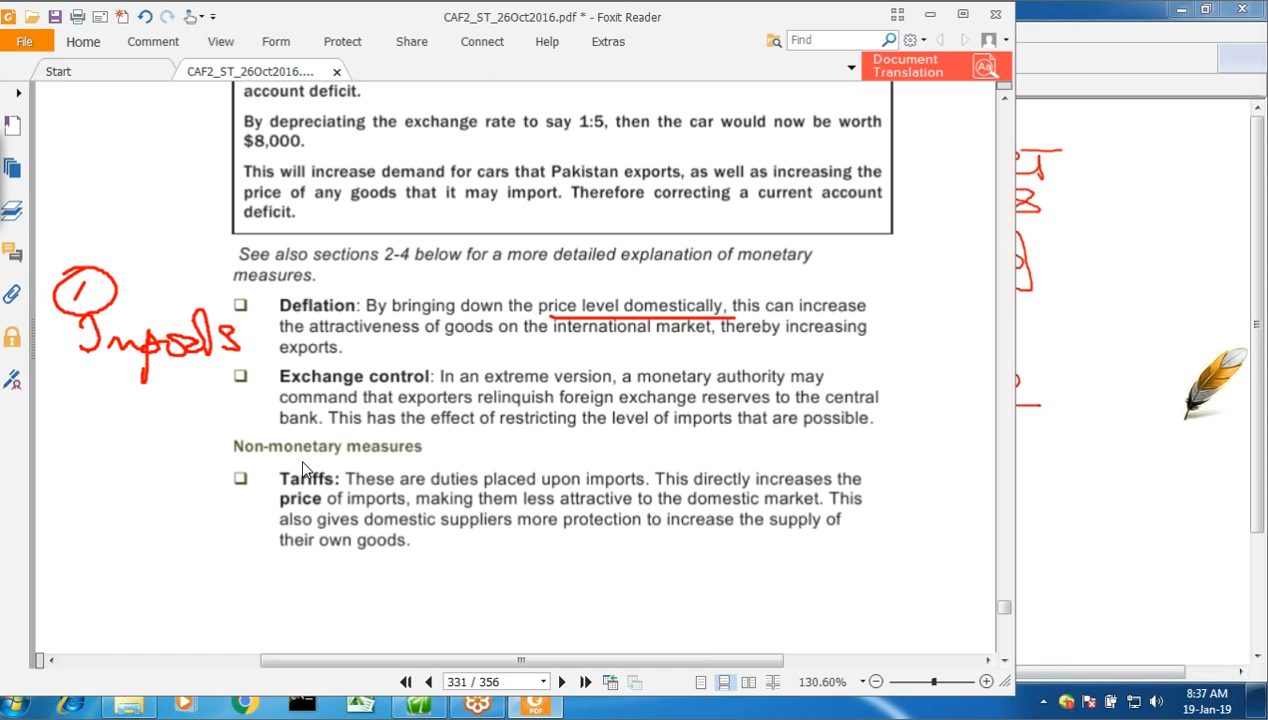 CAF2_ST_26Oct2016.pdf * - Foxit Reader
File Home Comment View Form Protect Share Connect Help Extras
Find
Start
CAF2_ST_26Oct2016....
Document
Translation
account deficit.
By depreciating the exchange rate to say 1:5, then the car would now be worth
$8,000.
This will increase demand for cars that Pakistan exports, as well as increasing the
price of any goods that it may import. Therefore correcting a current account
deficit.
See also sections 2-4 below for a more detailed explanation of monetary
measures.
Deflation: By bringing down the price level domestically, this can increase
the attractiveness of goods on the international market, thereby increasing
exports.
1
Imports
Exchange control: In an extreme version, a monetary authority may
command that exporters relinquish foreign exchange reserves to the central
bank. This has the effect of restricting the level of imports that are possible.
Non-monetary measures
Tariffs: These are duties placed upon imports. This directly increases the
price of imports, making them less attractive to the domestic market. This
also gives domestic suppliers more protection to increase the supply of
their own goods.
331 / 356
130.60%
8:37 AM
19-Jan-19